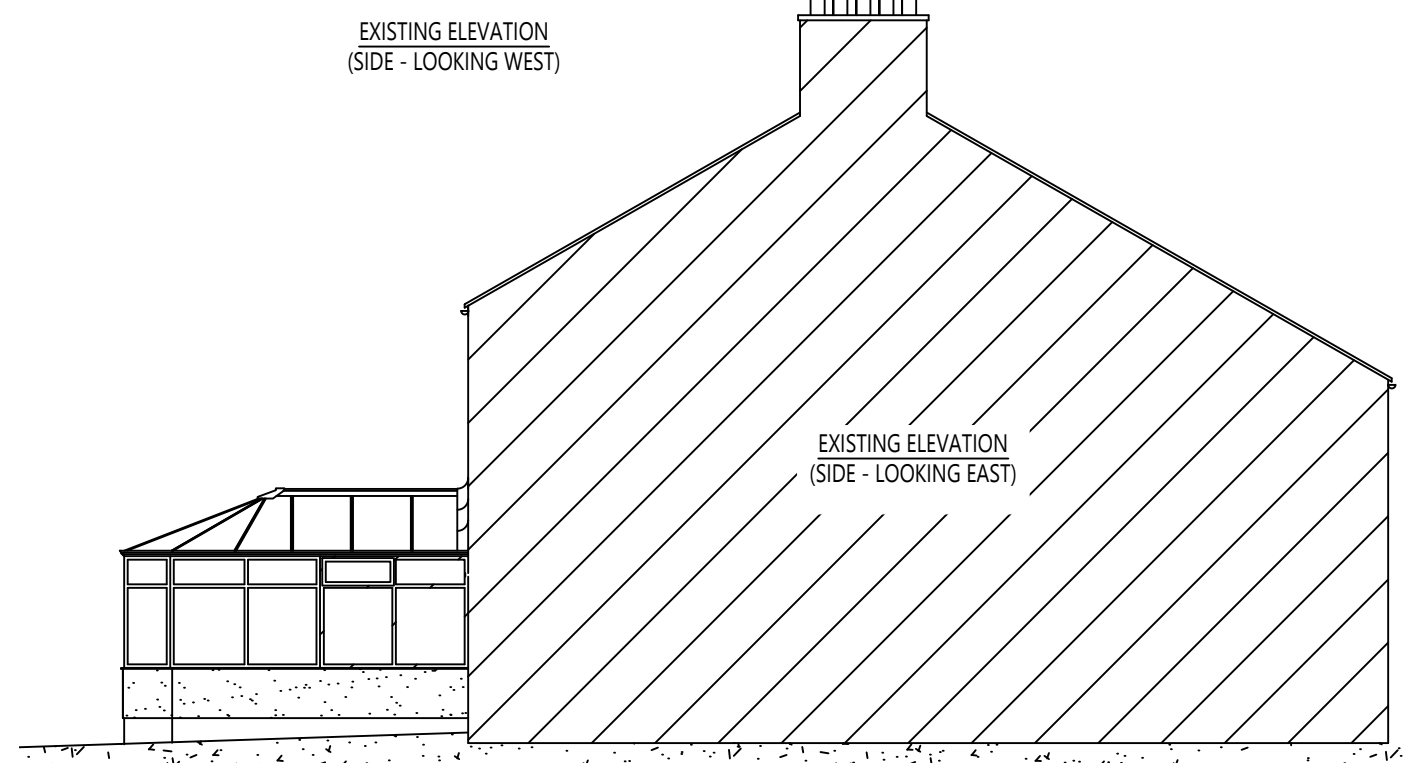 EXISTING ELEVATION
(SIDE - LOOKING WEST)
EXISTING ELEVATION
(SIDE - LOOKING EAST)